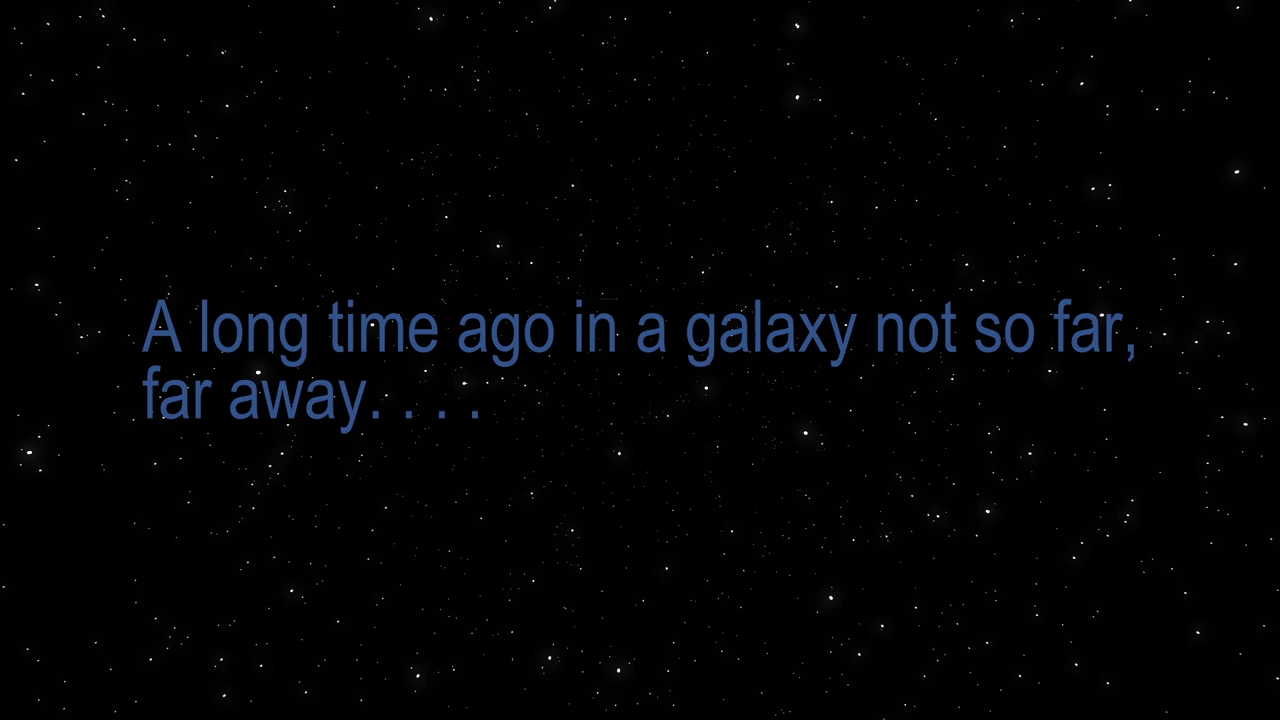 A long time ago in a galaxy not so far,
far away. . . .